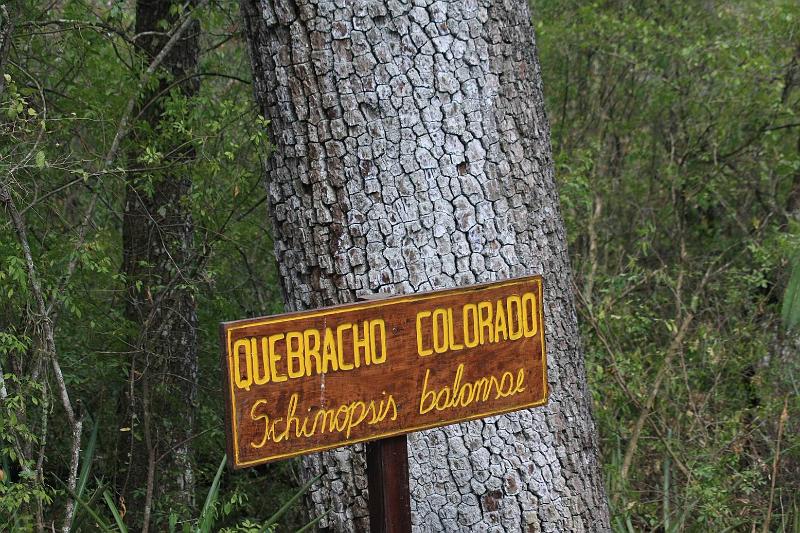 QUEBRACHO COLORADO
Schinopsis balansae